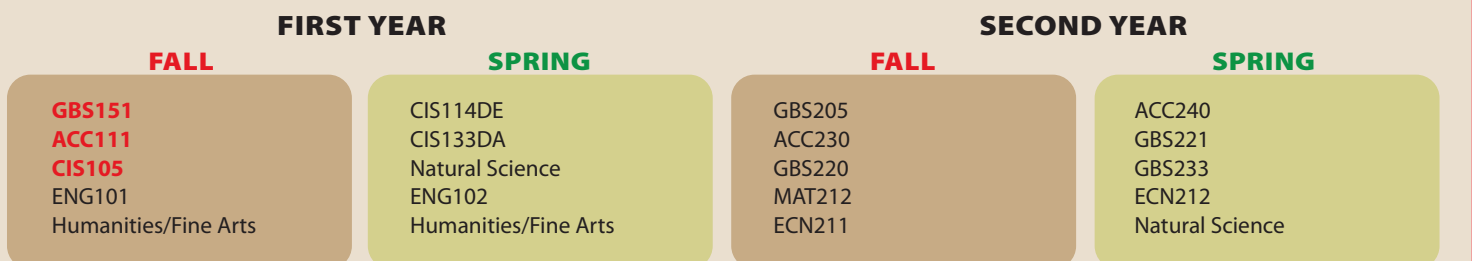 FIRST YEAR
FALL
GBS151
ACC111
CIS105
ENG101
Humanities/Fine Arts
SPRING
CIS114DE
CIS133DA
Natural Science
ENG102
Humanities/Fine Arts
SECOND YEAR
FALL
GBS205
ACC230
GBS220
MAT212
ECN211
SPRING
ACC240
GBS221
GBS233
ECN212
Natural Science